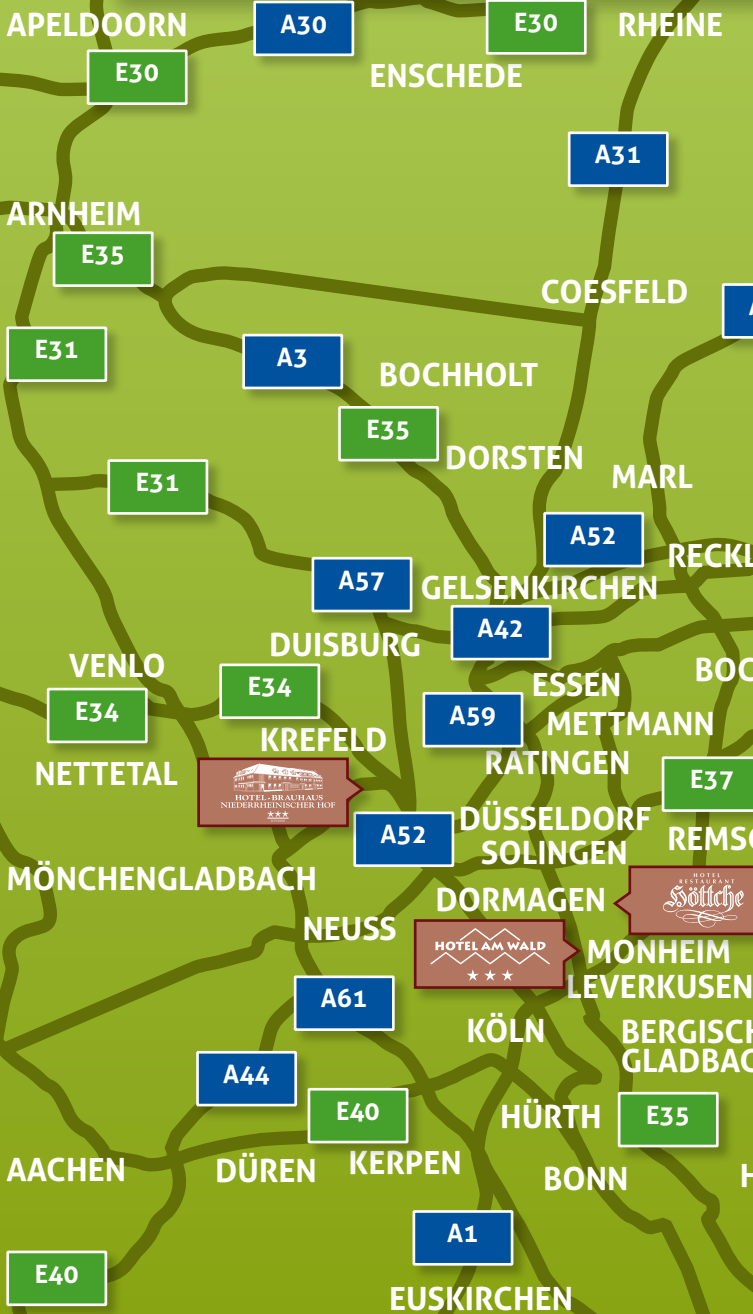 APELDOORN
A30
E30
RHEINE
E30
ENSCHEDE
A31
ARNHEIM
E35
COESFELD
E31
A3
BOCHHOLT
E35
DORSTEN
MARL
E31
A52
RECKL
A57
GELSENKIRCHEN
A42
DUISBURG
VENLO
BOC
E34
ESSEN
E34
A59
METTMANN
KREFELD
RATINGEN
NETTETAL
E37
HOTEL-BRAUHAUS
NIEDERRHEINISCHER HOF
A52
DÜSSELDORF
REMSC
SOLINGEN
MÖNCHENGLADBACH
DORMAGEN
HOTEL
RESTAURANT
Höttche
NEUSS
HOTEL AM WALD
MONHEIM
LEVERKUSEN
A61
KÖLN
BERGISCH
GLADBAC
A44
E40
HÜRTH
E35
AACHEN
DÜREN
KERPEN
BONN
H
A1
E40
EUSKIRCHEN